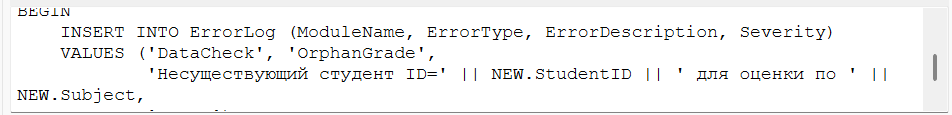 BEGIN
INSERT INTO ErrorLog (ModuleName, ErrorType, ErrorDescription, Severity)
VALUES ('DataCheck', 'OrphanGrade',
'Несуществующий студент ID=' || NEW.StudentID || ' для оценки по ' ||
NEW.Subject,